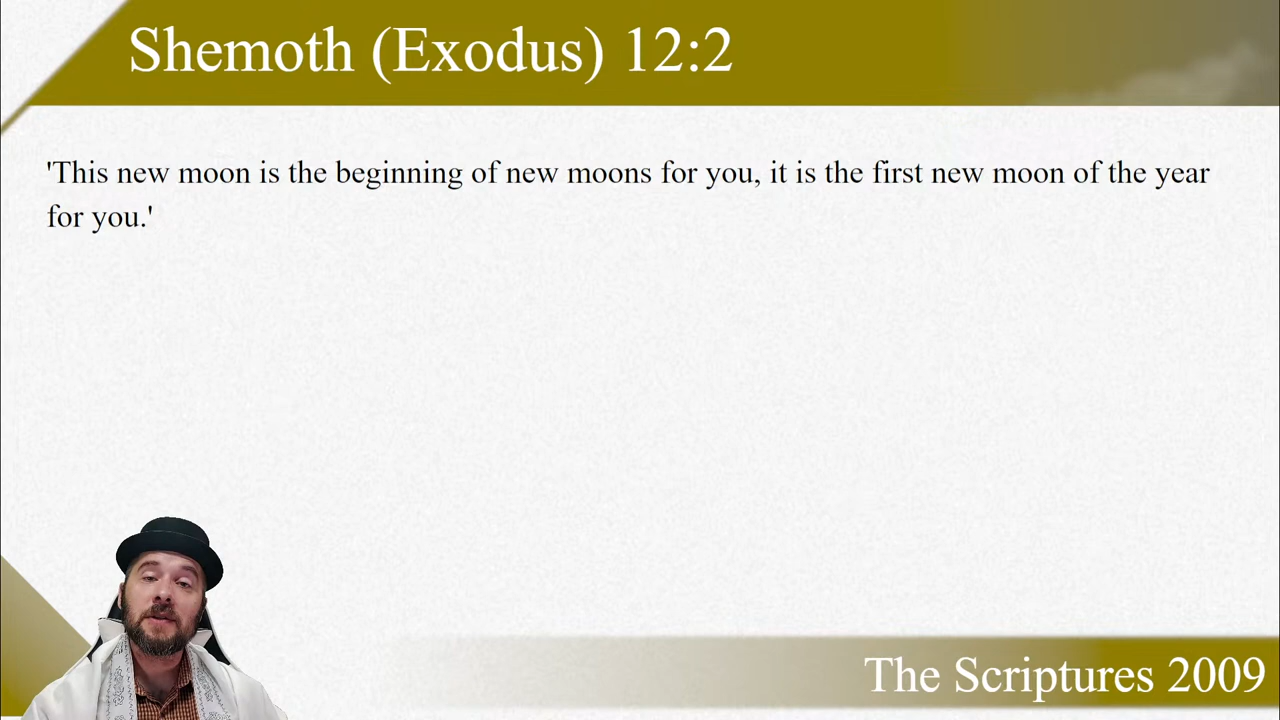 Shemoth (Exodus) 12:2
'This new moon is the beginning of new moons for you, it is the first new moon of the year
for you.'
The Scriptures 2009